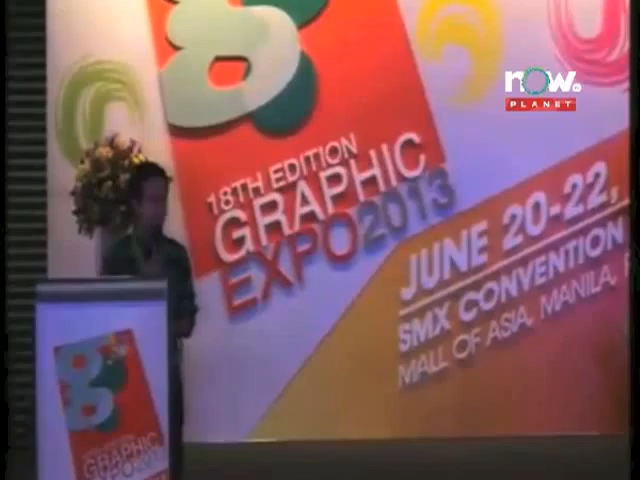 now.
PLANET
18TH EDITION
GRAPHIC
EXPO2013
JUNE 20-22,
SMX CONVENTION
MALL OF ASIA, MANILA,
g
GRAPHIC
EXPO